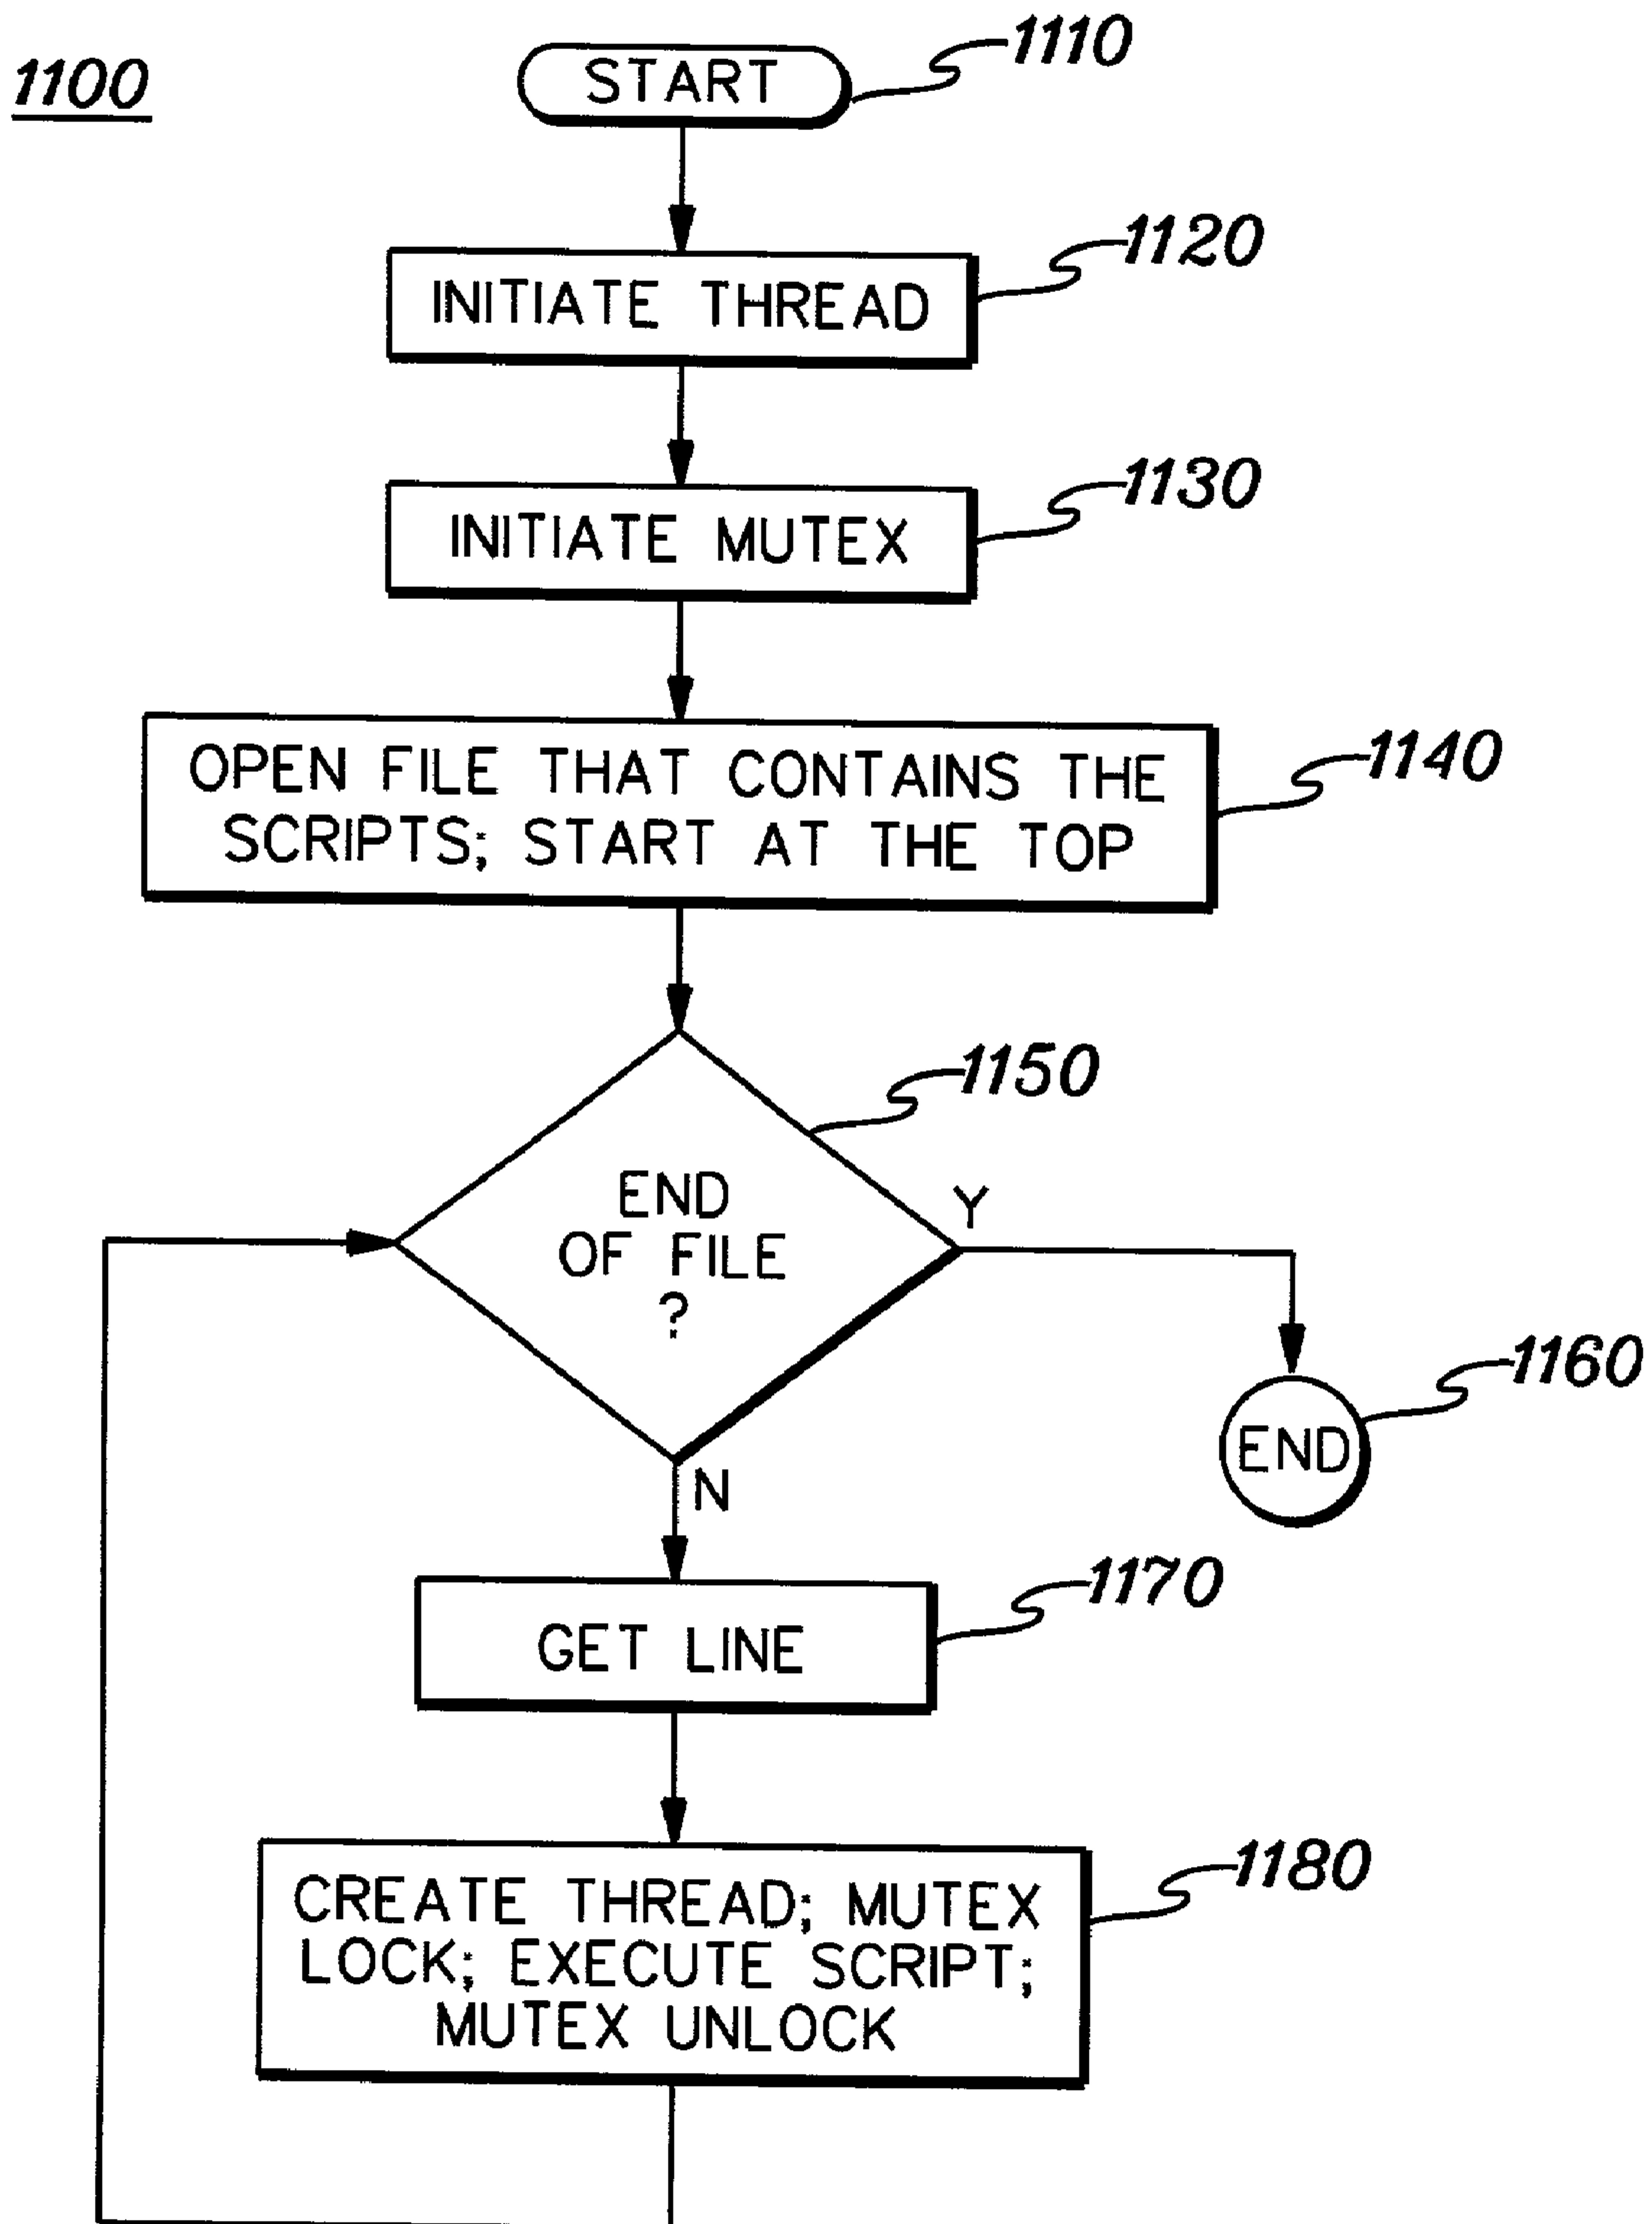 1100
START
1110
INITIATE THREAD
1120
INITIATE MUTEX
1130
OPEN FILE THAT CONTAINS THE
SCRIPTS; START AT THE TOP
1140
END
OF FILE
?
1150
Y
END
1160
N
GET LINE
1170
CREATE THREAD; MUTEX
LOCK; EXECUTE SCRIPT;
MUTEX UNLOCK
1180